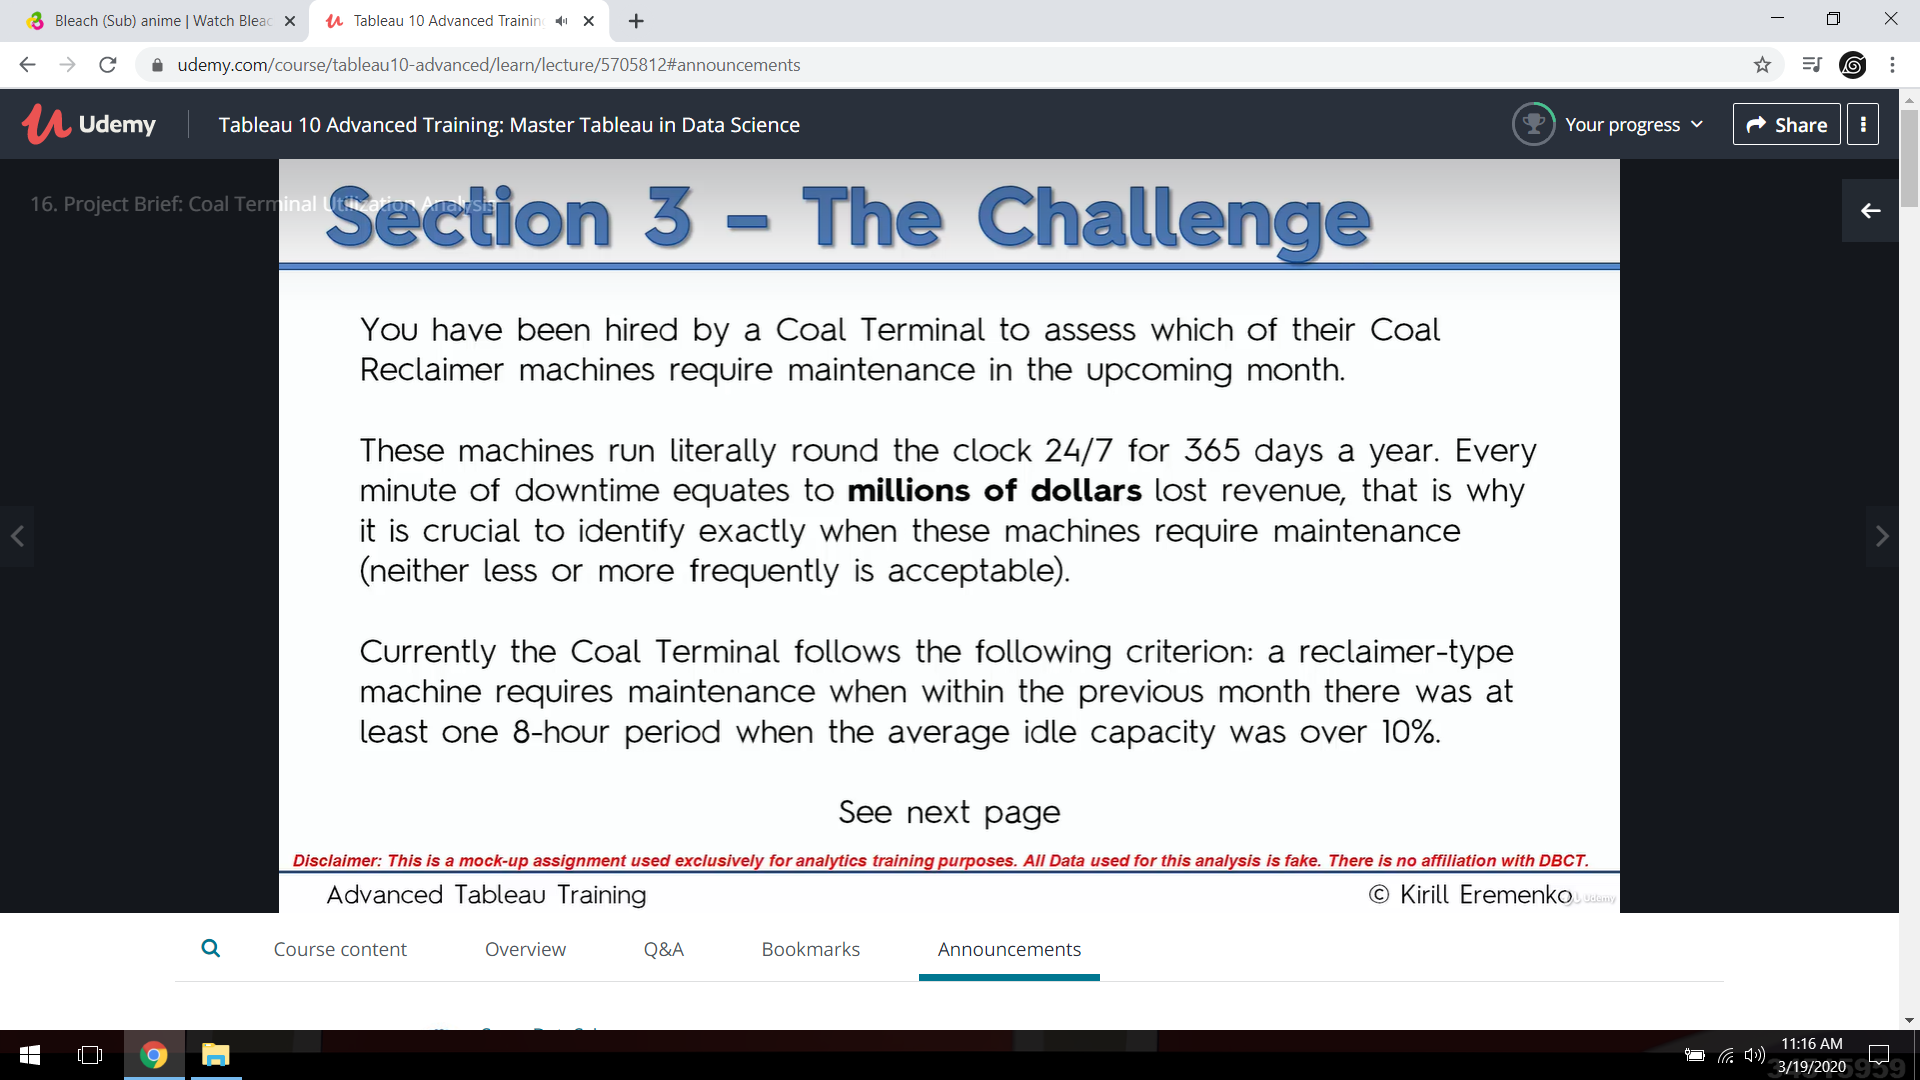 Bleach (Sub) anime | Watch Bleac
Tableau 10 Advanced Trainin
udemy.com/course/tableau10-advanced/learn/lecture/5705812#announcements
Udemy
Tableau 10 Advanced Training: Master Tableau in Data Science
Your progress
Share
16. Project Brief: Coal Terminal Utilization Analysis
Section 3 – The Challenge
You have been hired by a Coal Terminal to assess which of their Coal
Reclaimer machines require maintenance in the upcoming month.
These machines run literally round the clock 24/7 for 365 days a year. Every
minute of downtime equates to millions of dollars lost revenue, that is why
it is crucial to identify exactly when these machines require maintenance
(neither less or more frequently is acceptable).
Currently the Coal Terminal follows the following criterion: a reclaimer-type
machine requires maintenance when within the previous month there was at
least one 8-hour period when the average idle capacity was over 10%.
See next page
Disclaimer: This is a mock-up assignment used exclusively for analytics training purposes. All Data used for this analysis is fake. There is no affiliation with DBCT.
Advanced Tableau Training
© Kirill Eremenko
Udemy
Course content
Overview
Q&A
Bookmarks
Announcements
11:16 AM
3/19/2020